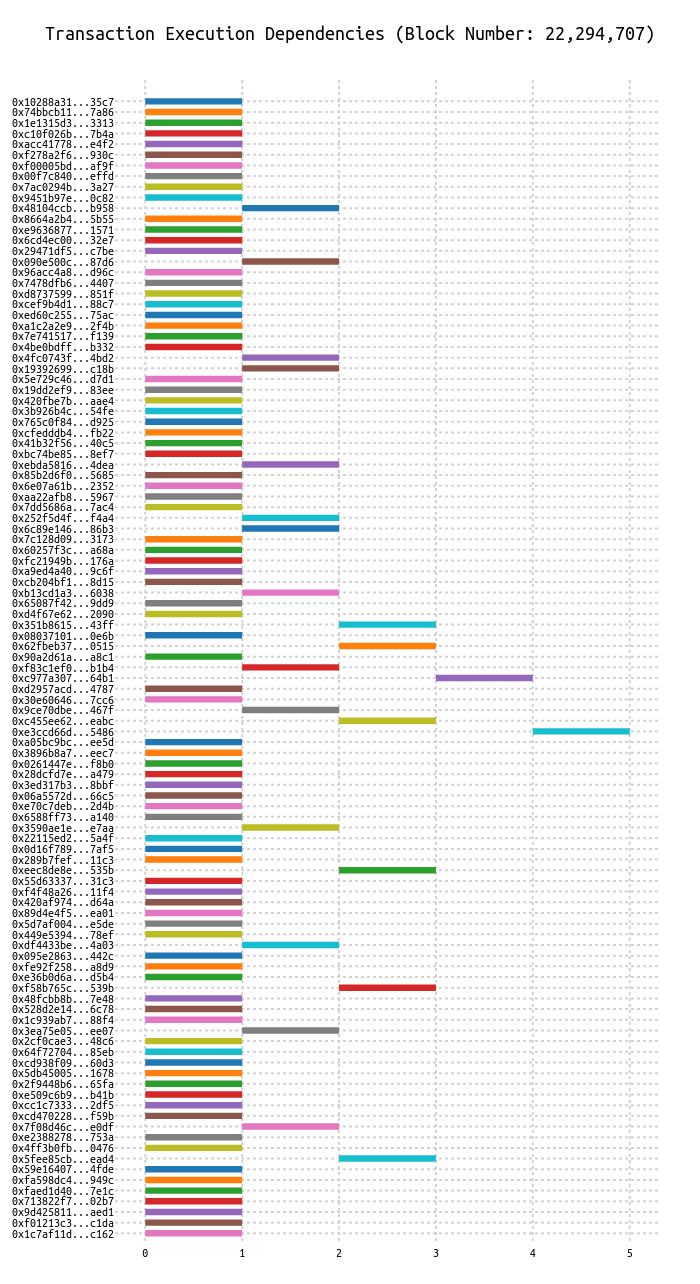 Transaction Execution Dependencies (Block Number: 22,294,707)
0x10288a31...35c7
0x74bbcb11...7a86
0x1e1315d3...3313
0xc10f026b...7b4a
0xacc41778...e4f2
0xf278a2f6...930c
0xf00005bd...af9f
0x00f7c840...effd
0x7ac0294b...3a27
0x9451b97e...0c82
0x48104ccb...b958
0x8664a2b4...5b55
0xe9636877...1571
0x6cd4ec00...32e7
0x29471df5...c7be
0x090e500c...87d6
0x96acc4a8...d96c
0x7478dfb6...4407
0xd8737599...851f
0xcef9b4d1...88c7
0xed60c255...75ac
0xa1c2a2e9...2f4b
0x7e741517...f139
0x4be0bdff...b332
0x4fc0743f...4bd2
0x19392699...c18b
0x5e729c46...d7d1
0x19dd2ef9...83ee
0x420fbe7b...aae4
0x3b926b4c...54fe
0x765c0f84...d925
0xcfedddb4...fb22
0x41b32f56...40c5
0xbc74be85...8ef7
0xebda5816...4dea
0x85b2d6f0...5685
0x6e07a61b...2352
0xaa22afb8...5967
0x7dd5686a...7ac4
0x252f5d4f...f4a4
0x6c89e146...86b3
0x7c128d09...3173
0x60257f3c...a68a
0xfc21949b...176a
0xa9ed4a40...9c6f
0xcb204bf1...8d15
0xb13cd1a3...6038
0x65087f42...9dd9
0xd4f67e62...2090
0x351b8615...43ff
0x08037101...0e6b
0x62fbeb37...0515
0x90a2d61a...a8c1
0xf83c1ef0...b1b4
0xc977a307...64b1
0xd2957acd...4787
0x30e60646...7cc6
0x9ce70dbe...467f
0xc455ee62...eabc
0xe3ccd66d...5486
0xa05bc9bc...ee5d
0x3896b8a7...eec7
0x0261447e...f8b0
0x28dcfd7e...a479
0x3ed317b3...8bbf
0x06a5572d...66c5
0xe70c7deb...2d4b
0x6588ff73...a140
0x3590ae1e...e7aa
0x22115ed2...5a4f
0x0d16f789...7af5
0x289b7fef...11c3
0xeec8de8e...535b
0x55d63337...31c3
0xf4f48a26...11f4
0x420af974...d64a
0x89d4e4f5...ea01
0x5d7af004...e5de
0x449e5394...78ef
0xdf4433be...4a03
0x095e2863...442c
0xfe92f258...a8d9
0xe36b0d6a...d5b4
0xf58b765c...539b
0x48fcbb8b...7e48
0x528d2e14...6c78
0x1c939ab7...88f4
0x3ea75e05...ee07
0x2cf0cae3...48c6
0x64f72704...85eb
0xcd938f09...60d3
0x5db45005...1678
0x2f9448b6...65fa
0xe509c6b9...b41b
0xcc1c7333...2df5
0xcd470228...f59b
0x7f08d46c...e0df
0xe2388278...753a
0x4ff3b0fb...0476
0x5fee85cb...ead4
0x59e16407...4fde
0xfa598dc4...949c
0xfaed1d40...7e1c
0x713822f7...02b7
0x9d425811...aed1
0xf01213c3...c1da
0x1c7af11d...c162
0 1 2 3 4 5